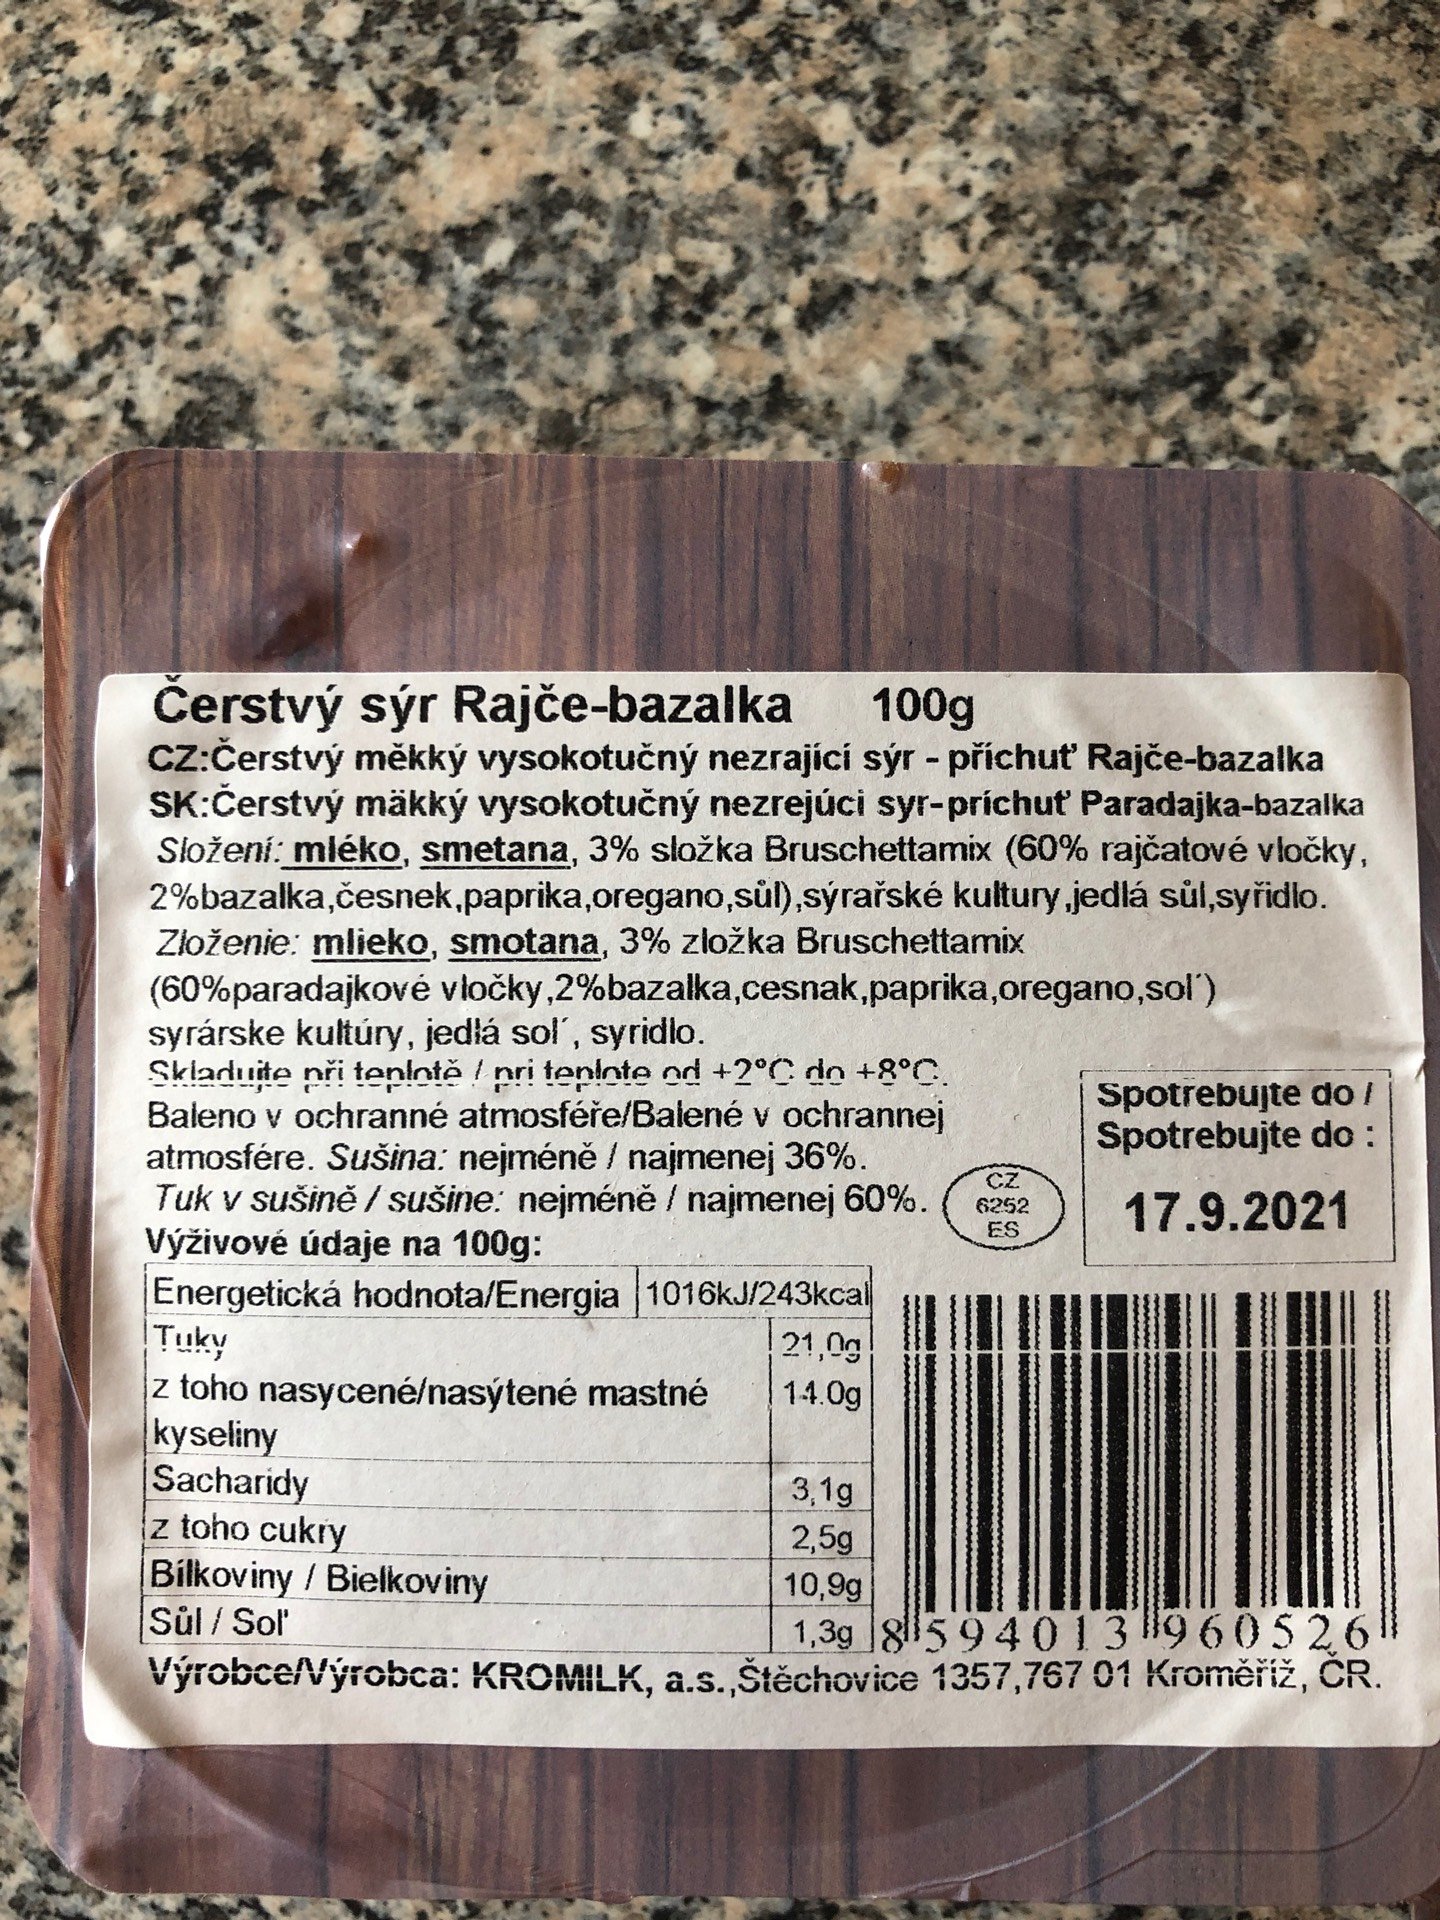 Čerstvý sýr Rajče-bazalka 100g
CZ:Čerstvý měkký vysokotučný nezrající sýr - příchuť Rajče-bazalka
SK:Čerstvý mäkký vysokotučný nezrejúci syr-príchuť Paradajka-bazalka
Složení: mléko, smetana, 3% složka Bruschettamix (60% rajčatové vločky,
2%bazalka,česnek,paprika,oregano,sůl),sýrařské kultury,jedlá sůl,syřidlo.
Zloženie: mlieko, smotana, 3% zložka Bruschettamix
(60%paradajkové vločky,2%bazalka,cesnak,paprika,oregano,sol´)
syrárske kultúry, jedlá sol´, syridlo.
Skladujte při teplotě / pri teplote od +2°C do +8°C.
Baleno v ochranné atmosféře/Balené v ochrannej
atmosfére. Sušina: nejméně / najmenej 36%.
Tuk v sušině / sušine: nejméně / najmenej 60%.
CZ
6252
ES
Spotřebujte do /
Spotrebujte do :
17.9.2021
Výživové údaje na 100g:
Energetická hodnota/Energia 1016kJ/243kcal
Tuky 21,0g
z toho nasycené/nasýtené mastné 14.0g
kyseliny
Sacharidy 3,1g
z toho cukry 2,5g
Bílkoviny / Bielkoviny 10,9g
Sůl / Soľ 1,3g
8 594013 960526
Výrobce/Výrobca: KROMILK, a.s.,Štěchovice 1357,767 01 Kroměříž, ČR.